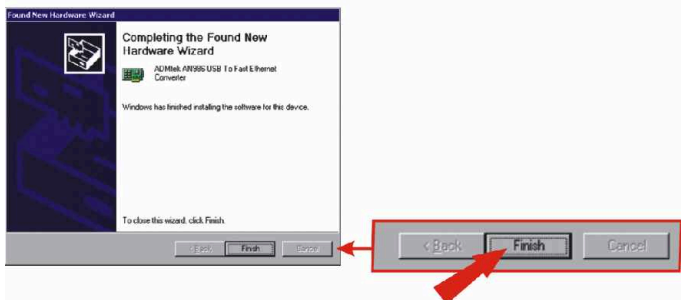 Found New Hardware Wizard
Completing the Found New
Hardware Wizard
ADMtek AN986 USB To Fast Ethernet
Converter
Windows has finished installing the software for this device.
To close this wizard, click Finish.
< Back Finish Cancel
< Back Finish Cancel